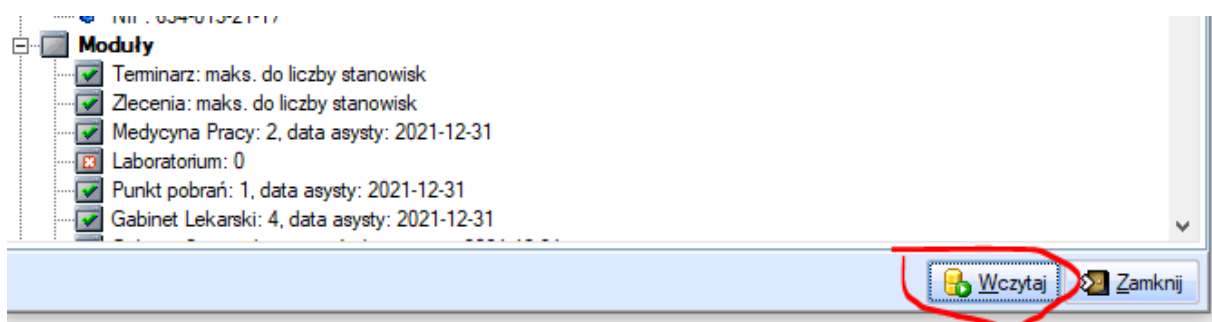 Moduły
Terminarz: maks. do liczby stanowisk
Zlecenia: maks. do liczby stanowisk
Medycyna Pracy: 2, data asysty: 2021-12-31
Laboratorium: 0
Punkt pobrań: 1, data asysty: 2021-12-31
Gabinet Lekarski: 4, data asysty: 2021-12-31
Wczytaj Zamknij